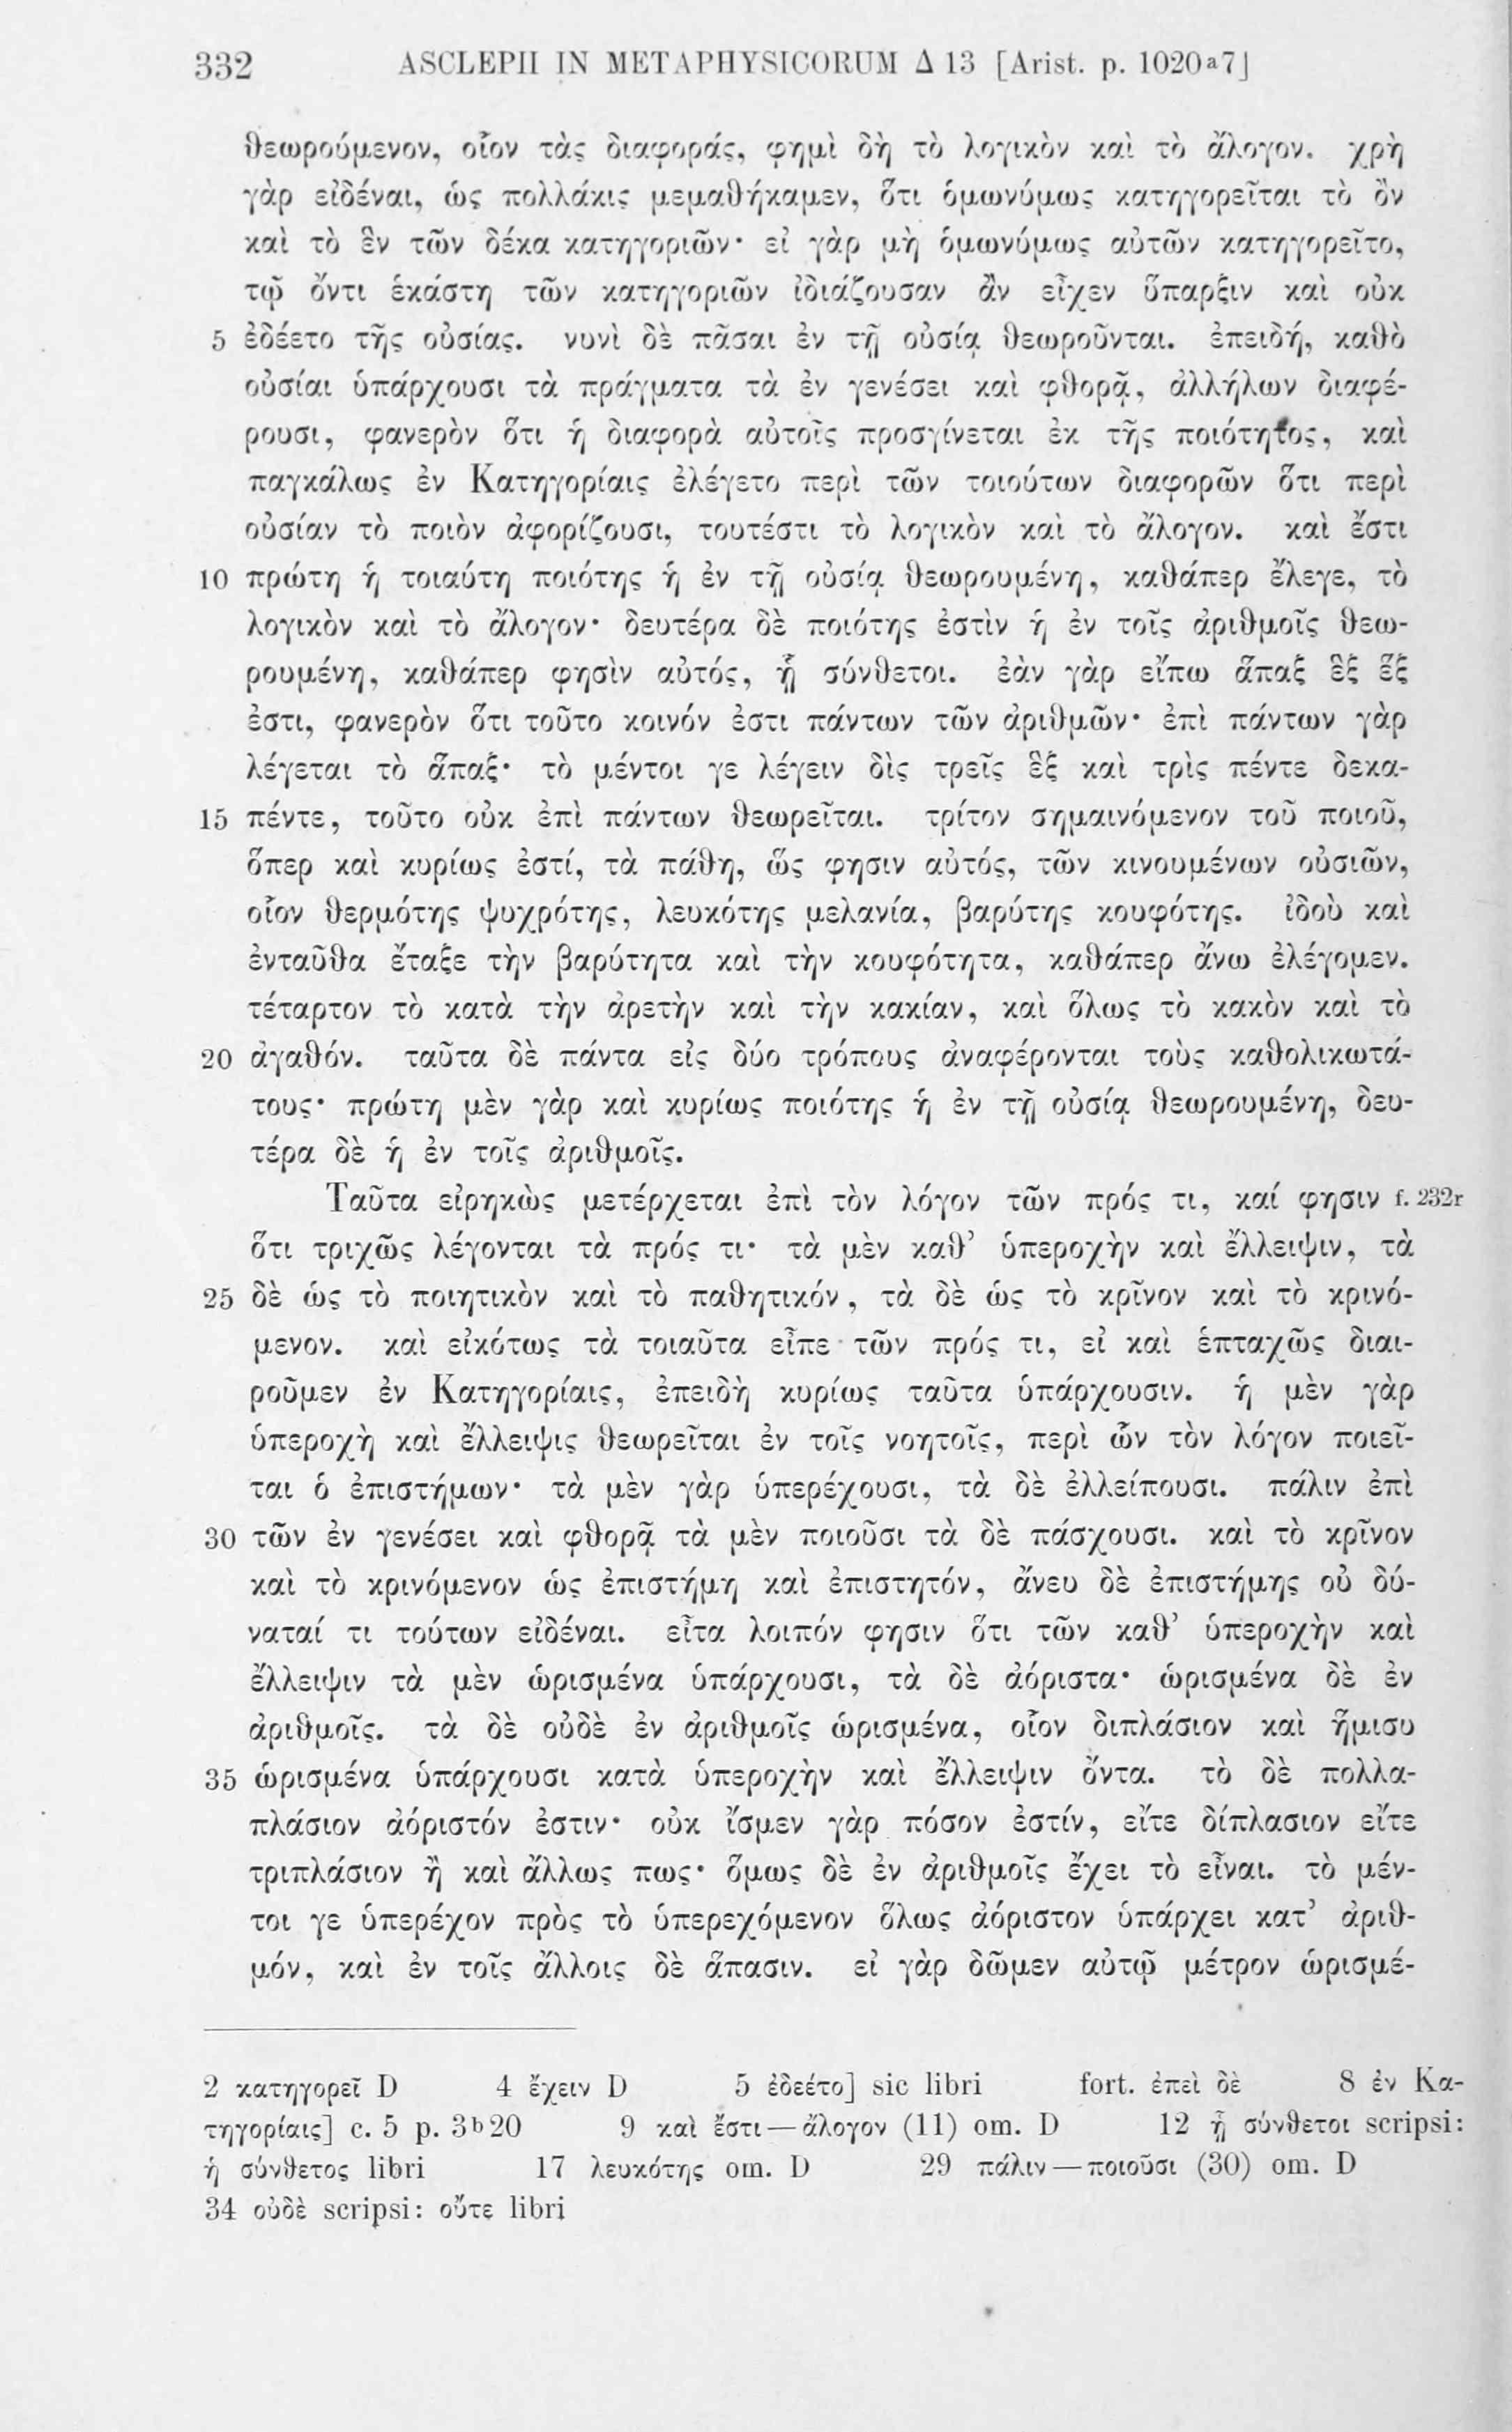 332 ASCLEPII IN METAPHYSICORUM Δ 13 [Arist. p. 1020a7]
θεωρούμενον, οἷον τὰς διαφοράς, φημὶ δὴ τὸ λογικὸν καὶ τὸ ἄλογον. χρὴ
γὰρ εἰδέναι, ὡς πολλάκις μεμαθήκαμεν, ὅτι ὁμωνύμως κατηγορεῖται τὸ ὂν
καὶ τὸ ἓν τῶν δέκα κατηγοριῶν· εἰ γὰρ μὴ ὁμωνύμως αὐτῶν κατηγορεῖτο,
τῷ ὄντι ἑκάστη τῶν κατηγοριῶν ἰδιάζουσαν ἂν εἶχεν ὕπαρξιν καὶ οὐκ
5 ἐδέετο τῆς οὐσίας. νυνὶ δὲ πᾶσαι ἐν τῇ οὐσίᾳ θεωροῦνται. ἐπειδή, καθὸ
οὐσίαι ὑπάρχουσι τὰ πράγματα τὰ ἐν γενέσει καὶ φθορᾷ, ἀλλήλων διαφέ-
ρουσι, φανερὸν ὅτι ἡ διαφορὰ αὐτοῖς προσγίνεται ἐκ τῆς ποιότητος, καὶ
παγκάλως ἐν Κατηγορίαις ἐλέγετο περὶ τῶν τοιούτων διαφορῶν ὅτι περὶ
οὐσίαν τὸ ποιὸν ἀφορίζουσι, τουτέστι τὸ λογικὸν καὶ τὸ ἄλογον. καὶ ἔστι
10 πρώτη ἡ τοιαύτη ποιότης ἡ ἐν τῇ οὐσίᾳ θεωρουμένη, καθάπερ ἔλεγε, τὸ
λογικὸν καὶ τὸ ἄλογον· δευτέρα δὲ ποιότης ἐστὶν ἡ ἐν τοῖς ἀριθμοῖς θεω-
ρουμένη, καθάπερ φησὶν αὐτός, ᾗ σύνθετοι. ἐὰν γὰρ εἴπω ἅπαξ ἓξ ἕξ
ἐστι, φανερὸν ὅτι τοῦτο κοινόν ἐστι πάντων τῶν ἀριθμῶν· ἐπὶ πάντων γὰρ
λέγεται τὸ ἅπαξ· τὸ μέντοι γε λέγειν δὶς τρεῖς ἓξ καὶ τρὶς πέντε δεκα-
15 πέντε, τοῦτο οὐκ ἐπὶ πάντων θεωρεῖται. τρίτον σημαινόμενον τοῦ ποιοῦ,
ὅπερ καὶ κυρίως ἐστί, τὰ πάθη, ὥς φησιν αὐτός, τῶν κινουμένων οὐσιῶν,
οἷον θερμότης ψυχρότης, λευκότης μελανία, βαρύτης κουφότης. ἰδοὺ καὶ
ἐνταῦθα ἔταξε τὴν βαρύτητα καὶ τὴν κουφότητα, καθάπερ ἄνω ἐλέγομεν.
τέταρτον τὸ κατὰ τὴν ἀρετὴν καὶ τὴν κακίαν, καὶ ὅλως τὸ κακὸν καὶ τὸ
20 ἀγαθόν. ταῦτα δὲ πάντα εἰς δύο τρόπους ἀναφέρονται τοὺς καθολικωτά-
τους· πρώτη μὲν γὰρ καὶ κυρίως ποιότης ἡ ἐν τῇ οὐσίᾳ θεωρουμένη, δευ-
τέρα δὲ ἡ ἐν τοῖς ἀριθμοῖς.
Ταῦτα εἰρηκὼς μετέρχεται ἐπὶ τὸν λόγον τῶν πρός τι, καί φησιν f. 232r
ὅτι τριχῶς λέγονται τὰ πρός τι· τὰ μὲν καθ’ ὑπεροχὴν καὶ ἔλλειψιν, τὰ
25 δὲ ὡς τὸ ποιητικὸν καὶ τὸ παθητικόν, τὰ δὲ ὡς τὸ κρῖνον καὶ τὸ κρινό-
μενον. καὶ εἰκότως τὰ τοιαῦτα εἶπε τῶν πρός τι, εἰ καὶ ἑπταχῶς διαι-
ροῦμεν ἐν Κατηγορίαις, ἐπειδὴ κυρίως ταῦτα ὑπάρχουσιν. ἡ μὲν γὰρ
ὑπεροχὴ καὶ ἔλλειψις θεωρεῖται ἐν τοῖς νοητοῖς, περὶ ὧν τὸν λόγον ποιεῖ-
ται ὁ ἐπιστήμων· τὰ μὲν γὰρ ὑπερέχουσι, τὰ δὲ ἐλλείπουσι. πάλιν ἐπὶ
30 τῶν ἐν γενέσει καὶ φθορᾷ τὰ μὲν ποιοῦσι τὰ δὲ πάσχουσι. καὶ τὸ κρῖνον
καὶ τὸ κρινόμενον ὡς ἐπιστήμη καὶ ἐπιστητόν, ἄνευ δὲ ἐπιστήμης οὐ δύ-
ναταί τι τούτων εἰδέναι. εἶτα λοιπόν φησιν ὅτι τῶν καθ’ ὑπεροχὴν καὶ
ἔλλειψιν τὰ μὲν ὡρισμένα ὑπάρχουσι, τὰ δὲ ἀόριστα· ὡρισμένα δὲ ἐν
ἀριθμοῖς. τὰ δὲ οὐδὲ ἐν ἀριθμοῖς ὡρισμένα, οἷον διπλάσιον καὶ ἥμισυ
35 ὡρισμένα ὑπάρχουσι κατὰ ὑπεροχὴν καὶ ἔλλειψιν ὄντα. τὸ δὲ πολλα-
πλάσιον ἀόριστόν ἐστιν· οὐκ ἴσμεν γὰρ πόσον ἐστίν, εἴτε δίπλασιον εἴτε
τριπλάσιον ἢ καὶ ἄλλως πως· ὅμως δὲ ἐν ἀριθμοῖς ἔχει τὸ εἶναι. τὸ μέν-
τοι γε ὑπερέχον πρὸς τὸ ὑπερεχόμενον ὅλως ἀόριστον ὑπάρχει κατ’ ἀριθ-
μόν, καὶ ἐν τοῖς ἄλλοις δὲ ἅπασιν. εἰ γὰρ δῶμεν αὐτῷ μέτρον ὡρισμέ-
2 κατηγορεῖ D 4 ἔχειν D 5 ἐδεέτο] sic libri fort. ἐπεὶ δὲ 8 ἐν Κα-
τηγορίαις] c. 5 p. 3b20 9 καὶ ἔστι—ἄλογον (11) om. D 12 ᾗ σύνθετοι scripsi:
ἡ σύνθετος libri 17 λευκότης om. D 29 πάλιν—ποιοῦσι (30) om. D
34 οὐδὲ scripsi: οὔτε libri